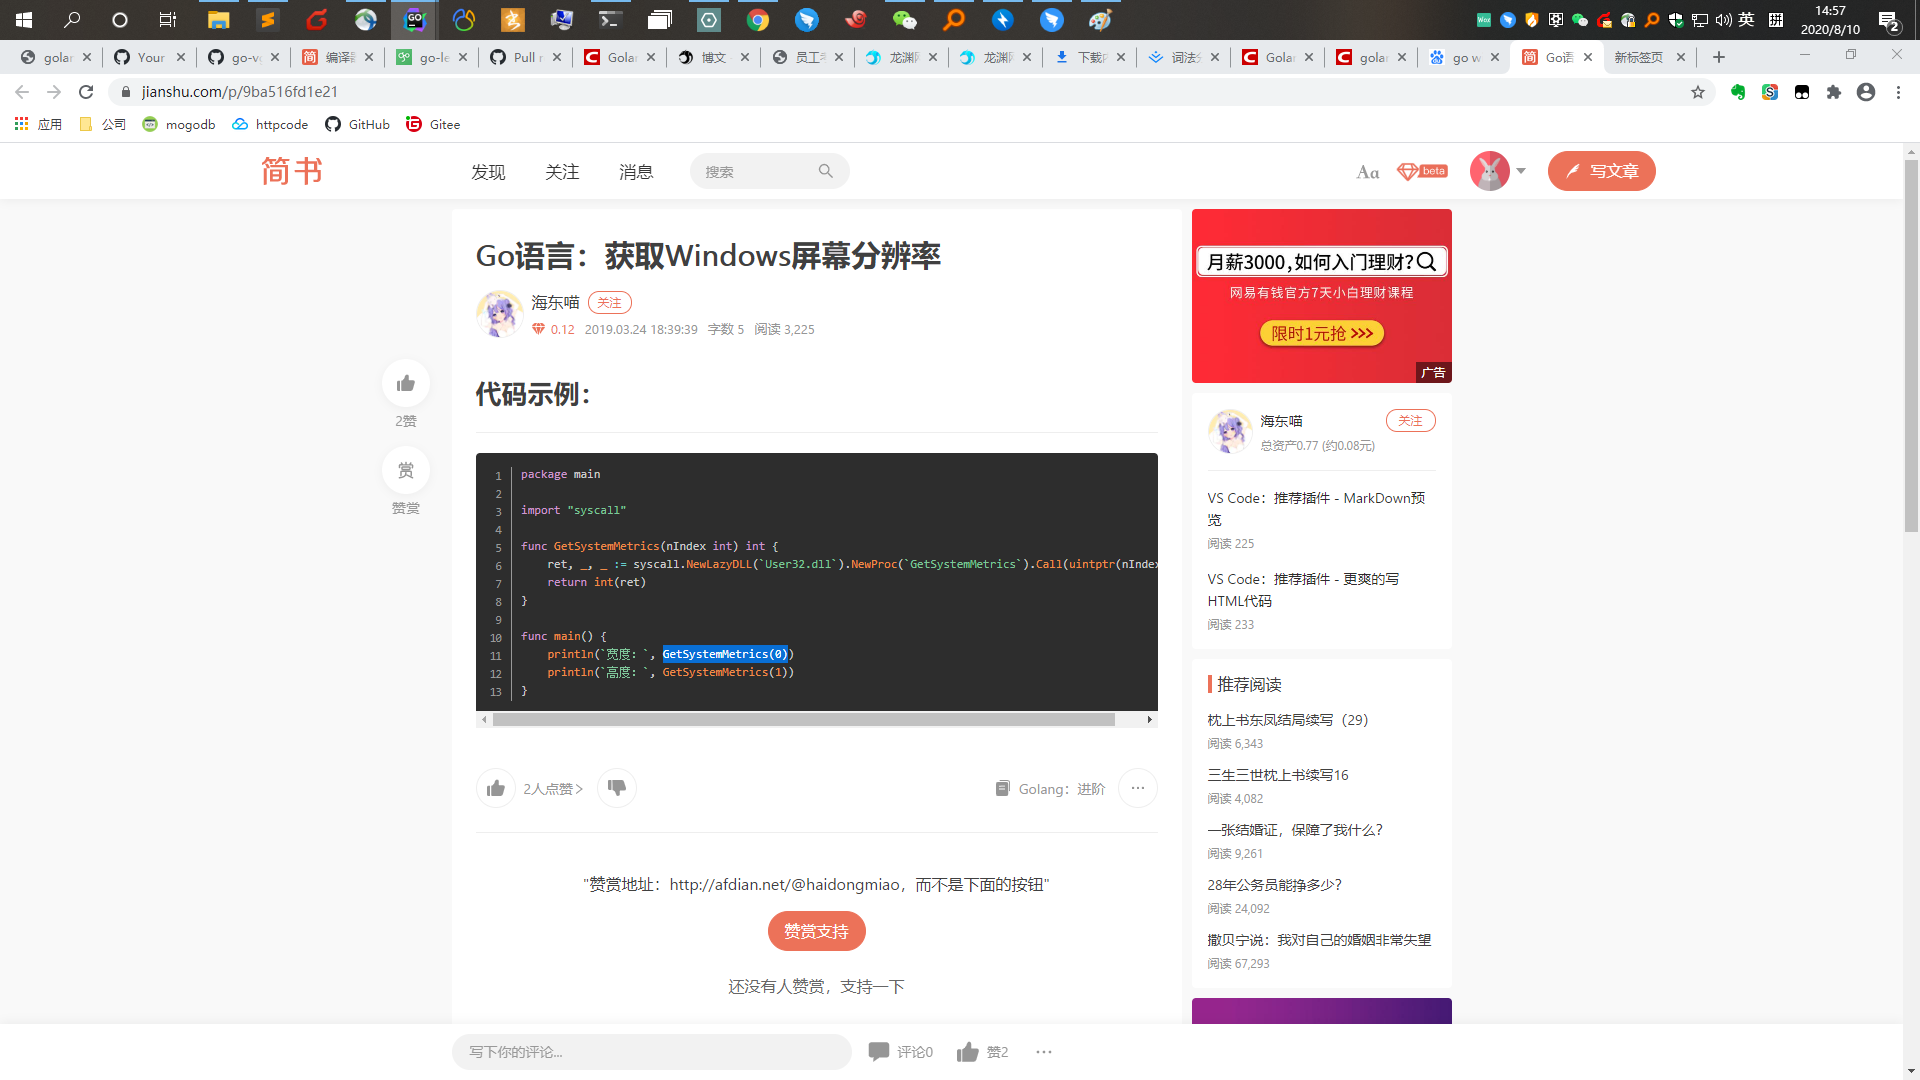 英
拼
14:57
2020/8/10
2
Your
go-v
编译
go-le
Pull r
博文
员工
龙渊
龙渊
下载
词法分
Gola
go w
Go语
新标签页
jianshu.com/p/9ba516fd1e21
应用
公司
mogodb
httpcode
GitHub
Gitee
简书
发现
关注
消息
搜索
Aa
beta
写文章
Go语言：获取Windows屏幕分辨率
海东喵
关注
0.12 2019.03.24 18:39:39 字数 5 阅读 3,225
2赞
赏
赞赏
代码示例：
1 package main
2
3 import "syscall"
4
5 func GetSystemMetrics(nIndex int) int {
6 ret, _, _ := syscall.NewLazyDLL(`User32.dll`).NewProc(`GetSystemMetrics`).Call(uintptr(nIndex
7 return int(ret)
8 }
9
10 func main() {
11 println(`宽度: `, GetSystemMetrics(0))
12 println(`高度: `, GetSystemMetrics(1))
13 }
2人点赞 >
Golang：进阶
...
"赞赏地址：http://afdian.net/@haidongmiao，而不是下面的按钮"
赞赏支持
还没有人赞赏，支持一下
月薪3000,如何入门理财?
网易有钱官方7天小白理财课程
限时1元抢 >>>
广告
海东喵
关注
总资产0.77 (约0.08元)
VS Code：推荐插件 - MarkDown预
览
阅读 225
VS Code：推荐插件 - 更爽的写
HTML代码
阅读 233
推荐阅读
枕上书东凤结局续写（29）
阅读 6,343
三生三世枕上书续写16
阅读 4,082
一张结婚证，保障了我什么？
阅读 9,261
28年公务员能挣多少？
阅读 24,092
撒贝宁说：我对自己的婚姻非常失望
阅读 67,293
写下你的评论...
评论0
赞2
...